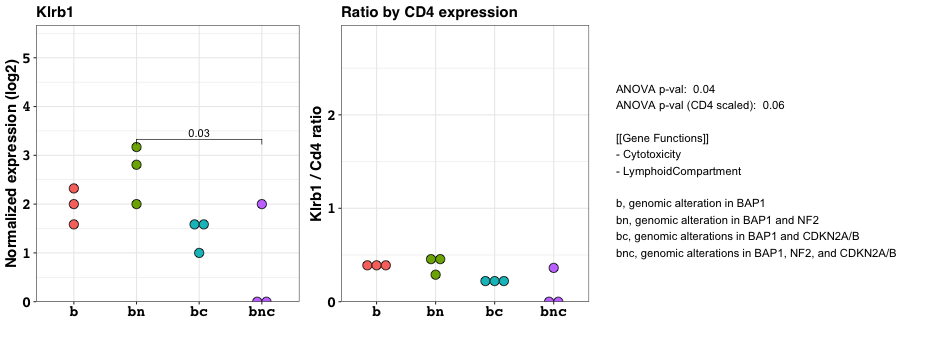 Klrb1
Normalized expression (log2)
5
4
3
2
1
0
0.03
b bn bc bnc
Ratio by CD4 expression
Klrb1 / Cd4 ratio
2
1
0
b bn bc bnc
ANOVA p-val: 0.04
ANOVA p-val (CD4 scaled): 0.06
[[Gene Functions]]
- Cytotoxicity
- LymphoidCompartment
b, genomic alteration in BAP1
bn, genomic alteration in BAP1 and NF2
bc, genomic alterations in BAP1 and CDKN2A/B
bnc, genomic alterations in BAP1, NF2, and CDKN2A/B